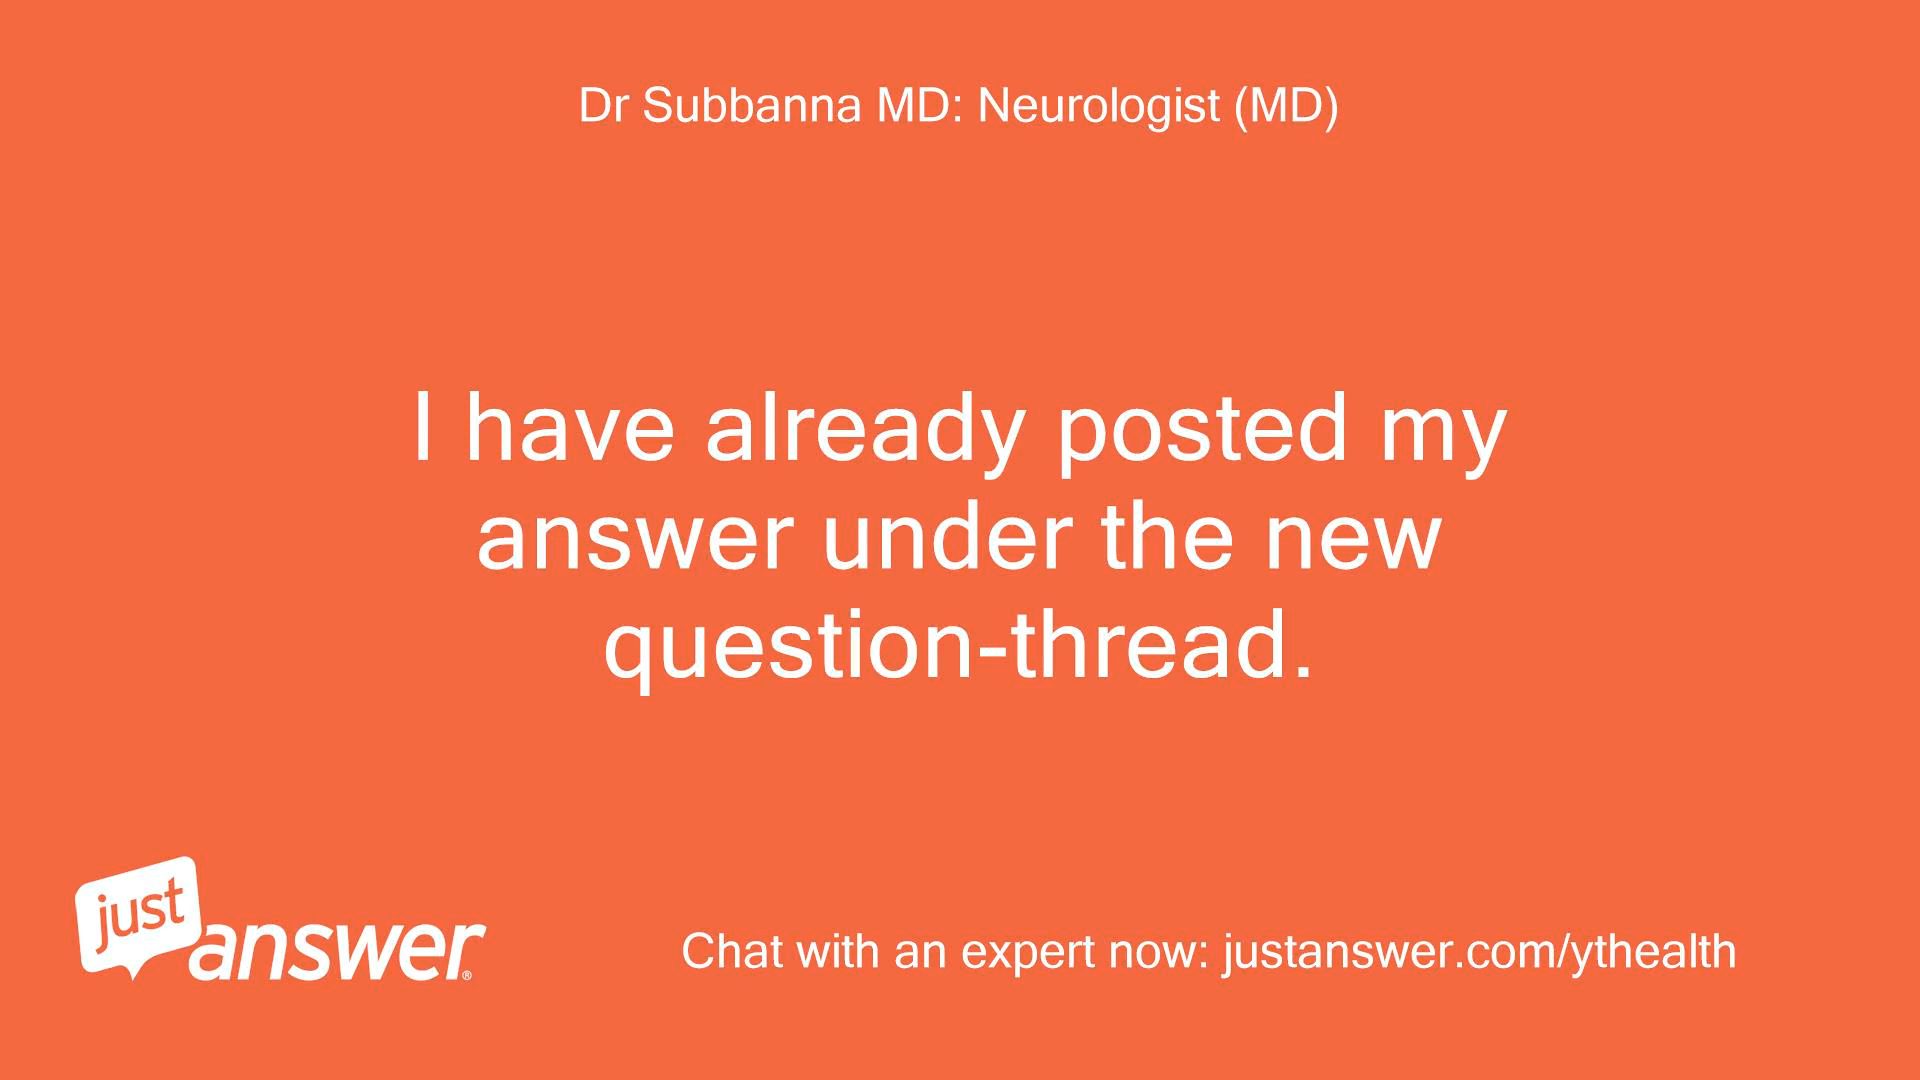 Dr Subbanna MD: Neurologist (MD)
I have already posted my
answer under the new
question-thread.
just
answer®
Chat with an expert now: justanswer.com/ythealth